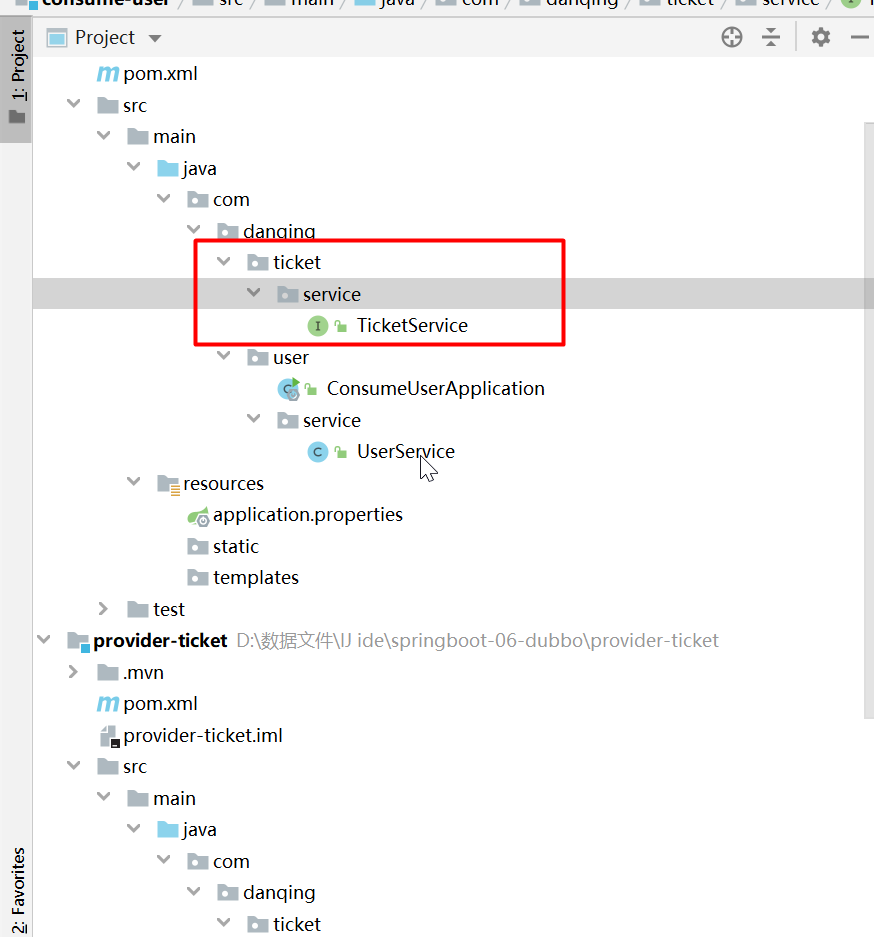 consume-user / src / main / java / com / danqing / ticket / service /
1: Project
Project
pom.xml
src
main
java
com
danqing
ticket
service
TicketService
user
ConsumeUserApplication
service
UserService
resources
application.properties
static
templates
test
provider-ticket D:\数据文件\IJ ide\springboot-06-dubbo\provider-ticket
.mvn
pom.xml
provider-ticket.iml
src
main
java
com
danqing
ticket
2: Favorites